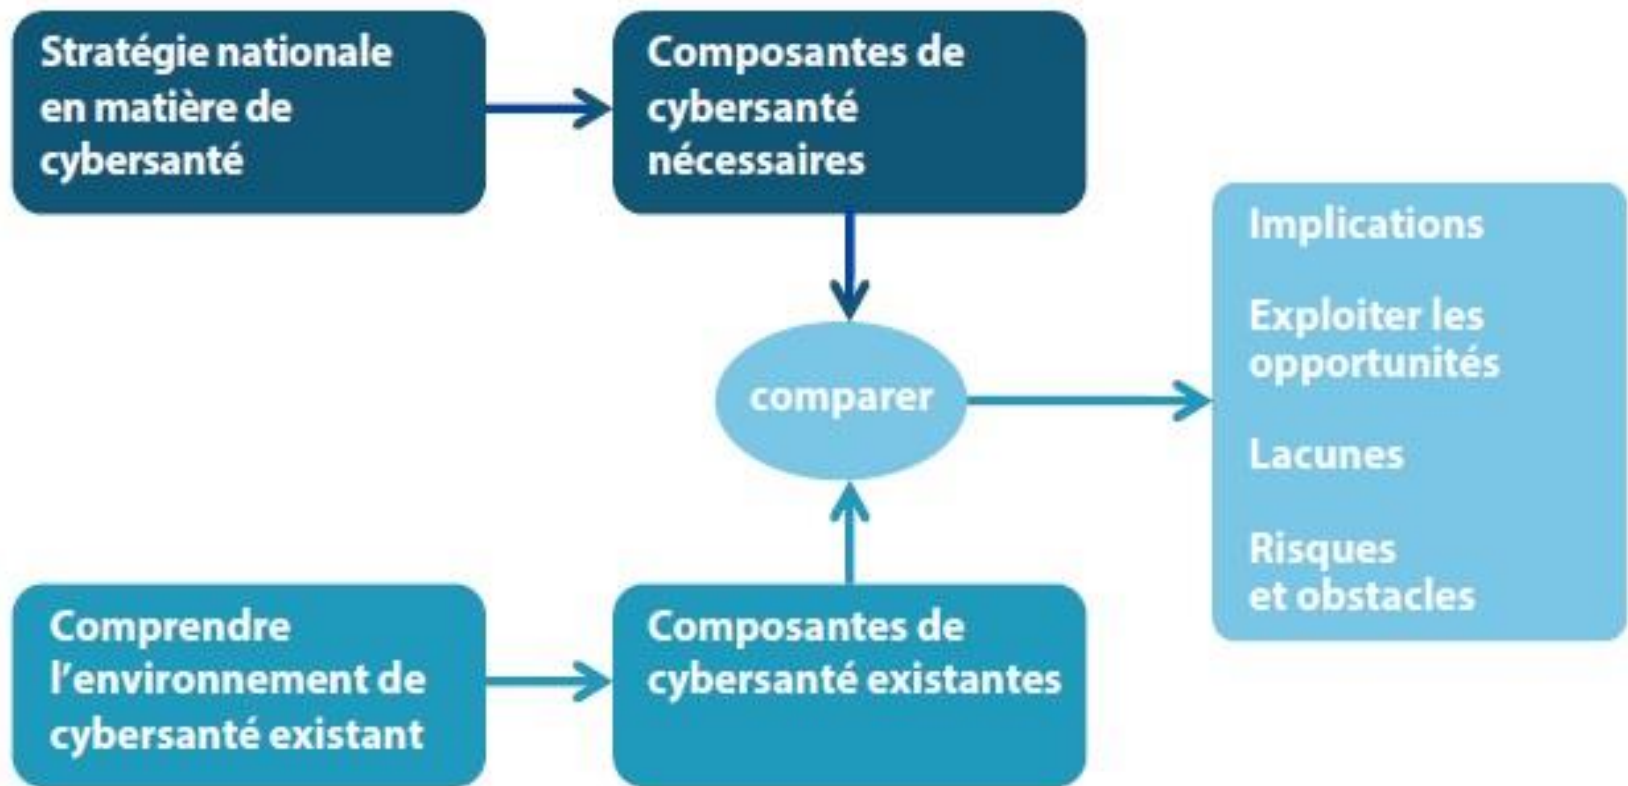 Stratégie nationale
en matière de
cybersanté
Composantes de
cybersanté
nécessaires
Implications
Exploiter les
opportunités
Lacunes
Risques
et obstacles
comparer
Comprendre
l’environnement de
cybersanté existant
Composantes de
cybersanté existantes